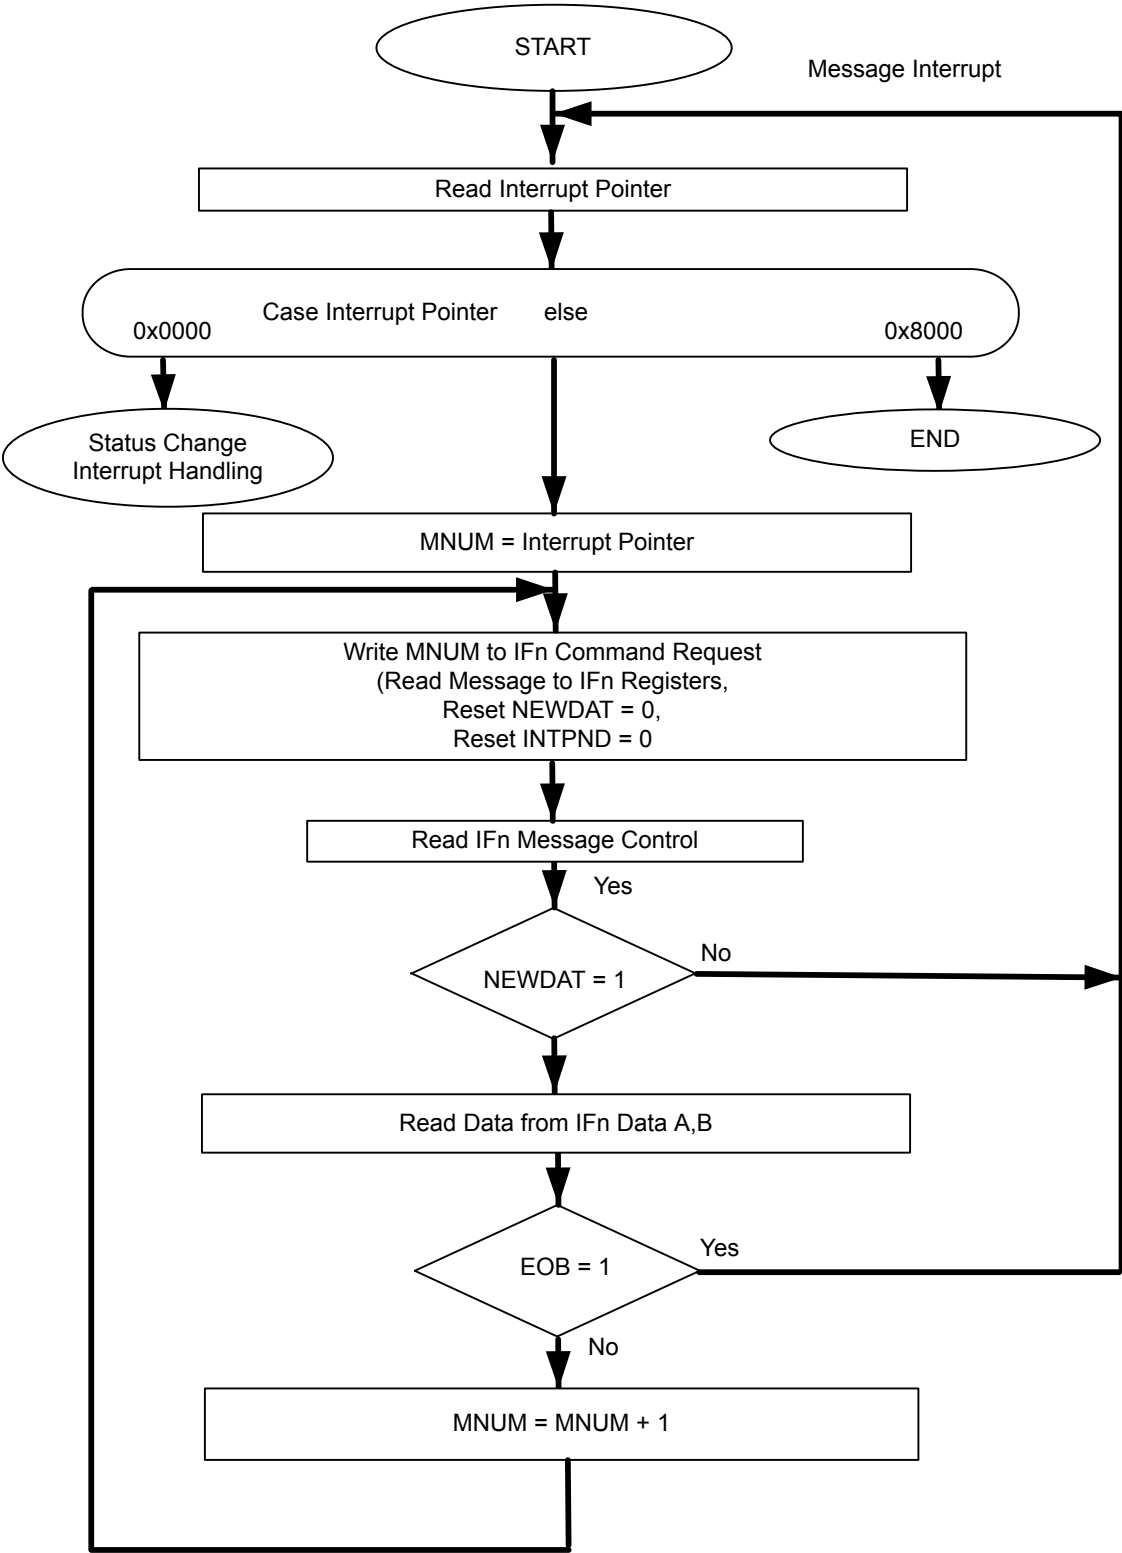 START
Message Interrupt
Read Interrupt Pointer
Case Interrupt Pointer else
0x0000 0x8000
Status Change
Interrupt Handling
END
MNUM = Interrupt Pointer
Write MNUM to IFn Command Request
(Read Message to IFn Registers,
Reset NEWDAT = 0,
Reset INTPND = 0
Read IFn Message Control
Yes
No
NEWDAT = 1
Read Data from IFn Data A,B
Yes
EOB = 1
No
MNUM = MNUM + 1